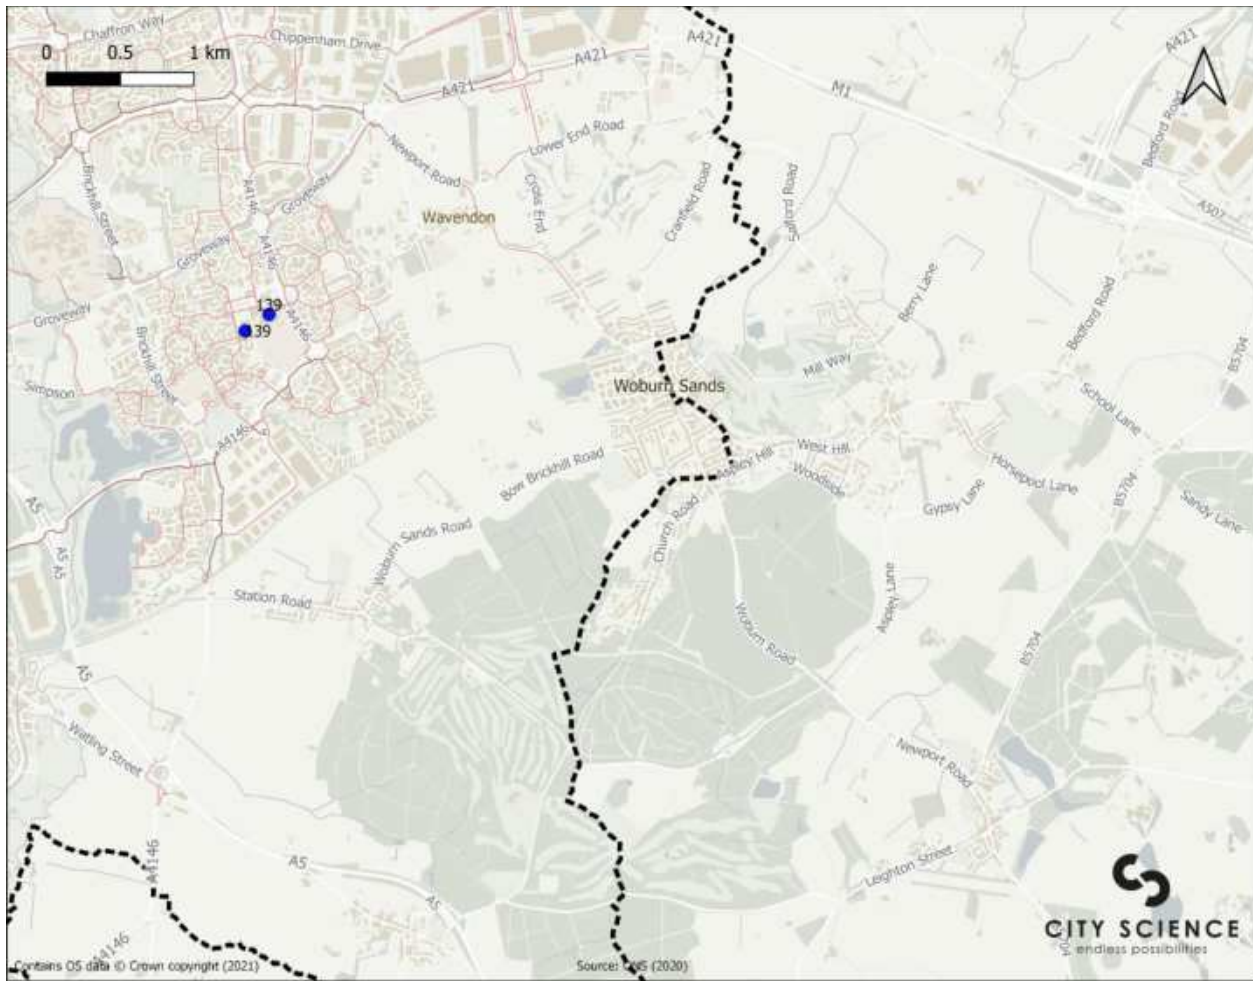 Chaffron Way
Chippenham Drive
A421
A421
A421
A421
0 0.5 1 km
M1
Bedford Road
Newport Road
Lower End Road
Brickhill Street
A4146
Groveway
Cross End
Cranfield Road
Salford Road
A507
Wavendon
Groveway
A4146
Berry Lane
Bedford Road
139
Groveway
A4146
139
Brickhill Street
B5704
Simpson
Mill Way
Woburn Sands
School Lane
A4146
West Hill
Aspley Hill
Bow Brickhill Road
Woodside
Horsepool Lane
B5704
Gypsy Lane
Sandy Lane
A5
Church Road
Woburn Sands Road
A5
A5
Station Road
Aspley Lane
Woburn Road
B5704
A5
Watling Street
Newport Road
A4146
A5
Leighton Street
A5
CITY SCIENCE
endless possibilities
A4146
Contains OS data © Crown copyright (2021)
Source: ONS (2020)